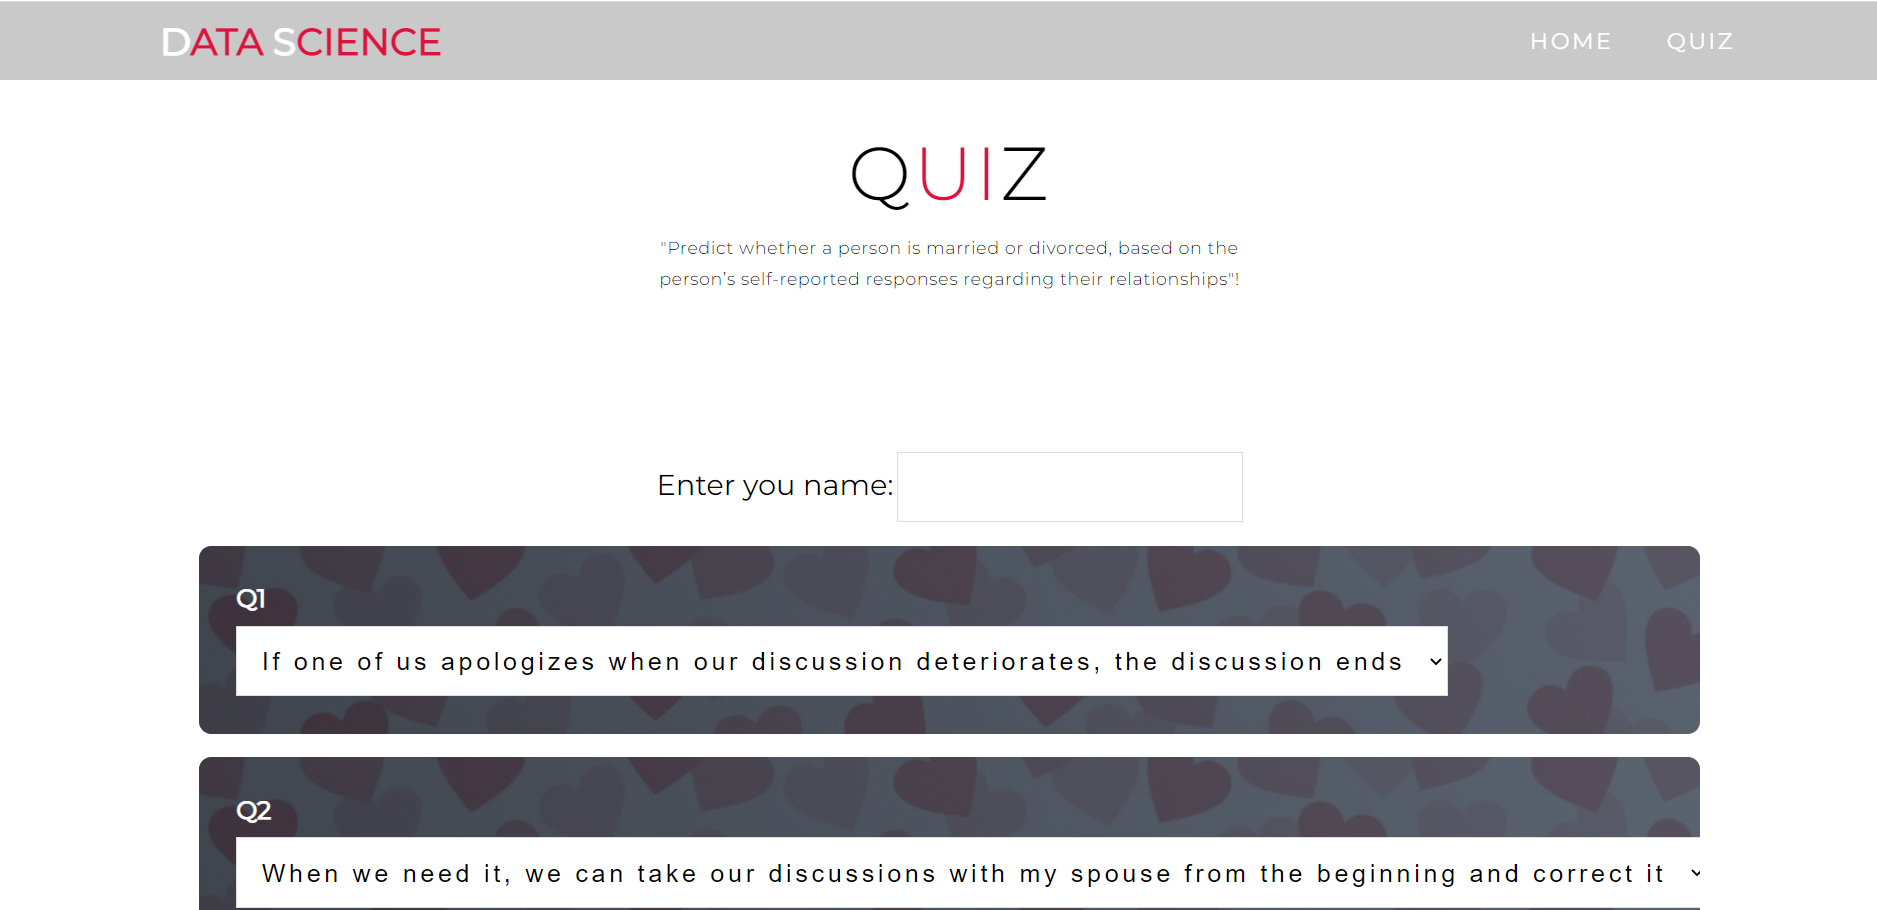 DATA SCIENCE
HOME
QUIZ
QUIZ
"Predict whether a person is married or divorced, based on the
person's self-reported responses regarding their relationships"!
Enter you name:
Q1
If one of us apologizes when our discussion deteriorates, the discussion ends
Q2
When we need it, we can take our discussions with my spouse from the beginning and correct it